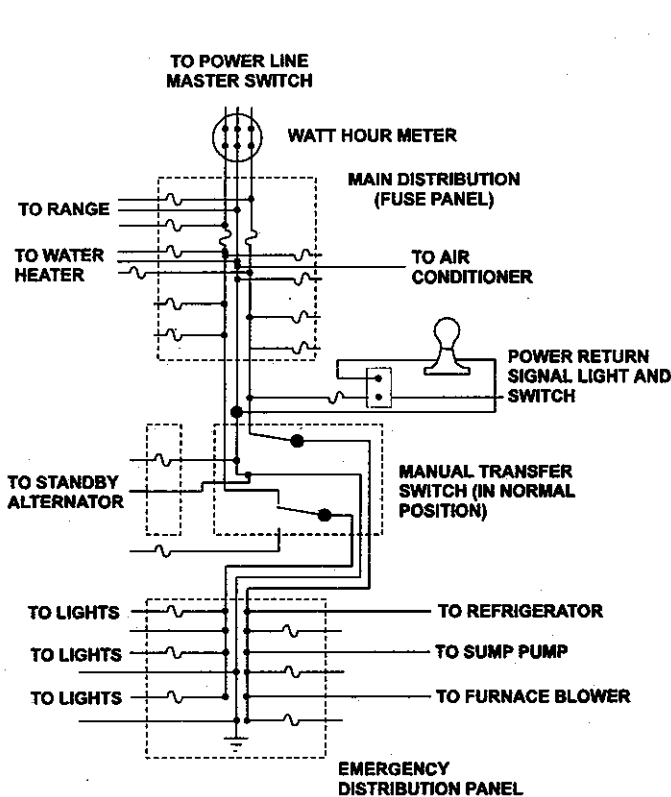 TO POWER LINE
MASTER SWITCH
WATT HOUR METER
MAIN DISTRIBUTION
(FUSE PANEL)
TO RANGE
TO WATER
HEATER
TO AIR
CONDITIONER
POWER RETURN
SIGNAL LIGHT AND
SWITCH
TO STANDBY
ALTERNATOR
MANUAL TRANSFER
SWITCH (IN NORMAL
POSITION)
TO LIGHTS
TO REFRIGERATOR
TO LIGHTS
TO SUMP PUMP
TO LIGHTS
TO FURNACE BLOWER
EMERGENCY
DISTRIBUTION PANEL